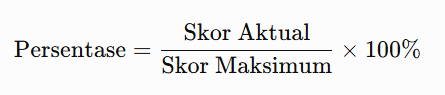 Persentase = Skor Aktual / Skor Maksimum × 100%